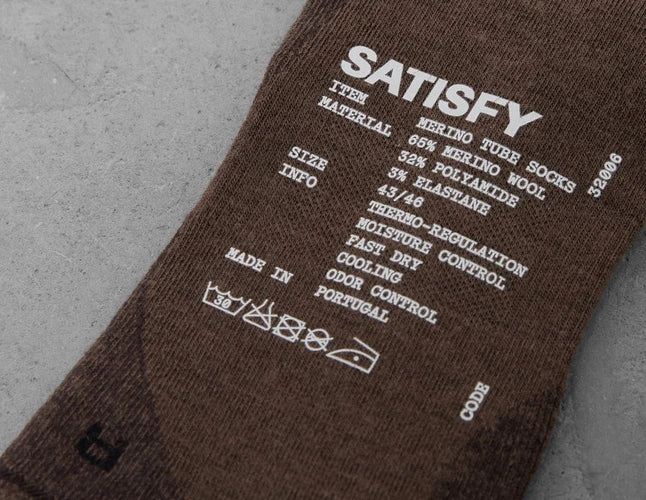 SATISFY
ITEM MERINO TUBE SOCKS
MATERIAL 65% MERINO WOOL
32% POLYAMIDE
3% ELASTANE
SIZE 43/46
INFO THERMO-REGULATION
MOISTURE CONTROL
FAST DRY
COOLING
ODOR CONTROL
MADE IN PORTUGAL
30
CODE 32006